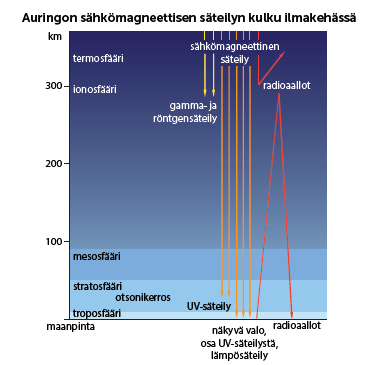 Auringon sähkömagneettisen säteilyn kulku ilmakehässä
km
sähkömagneettinen
säteily
termosfääri
300
ionosfääri
radioaallot
gamma- ja
röntgensäteily
200
100
mesosfääri
stratosfääri
otsonikerros
UV-säteily
troposfääri
maanpinta
näkyvä valo,
osa UV-säteilystä,
lämpösäteily
radioaallot